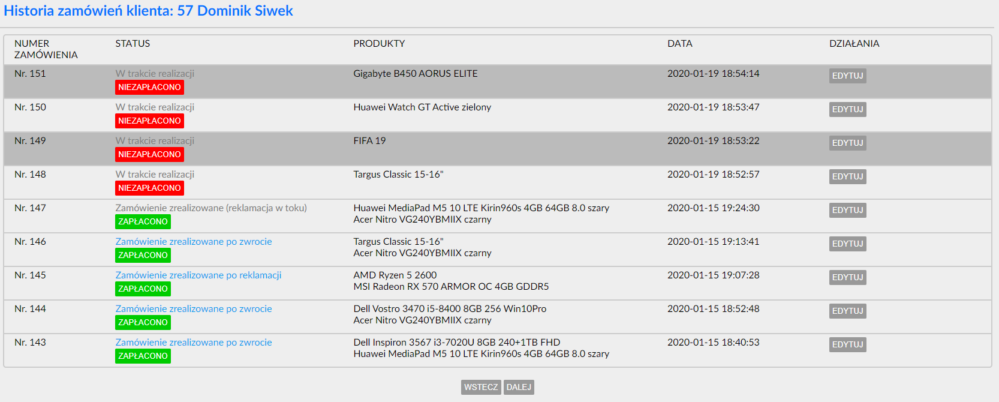 Historia zamówień klienta: 57 Dominik Siwek
NUMER ZAMÓWIENIA STATUS PRODUKTY DATA DZIAŁANIA
Nr. 151 W trakcie realizacji Gigabyte B450 AORUS ELITE 2020-01-19 18:54:14 EDYTUJ
NIEZAPŁACONO
Nr. 150 W trakcie realizacji Huawei Watch GT Active zielony 2020-01-19 18:53:47 EDYTUJ
NIEZAPŁACONO
Nr. 149 W trakcie realizacji FIFA 19 2020-01-19 18:53:22 EDYTUJ
NIEZAPŁACONO
Nr. 148 W trakcie realizacji Targus Classic 15-16" 2020-01-19 18:52:57 EDYTUJ
NIEZAPŁACONO
Nr. 147 Zamówienie zrealizowane (reklamacja w toku) Huawei MediaPad M5 10 LTE Kirin960s 4GB 64GB 8.0 szary 2020-01-15 19:24:30 EDYTUJ
ZAPŁACONO Acer Nitro VG240YBMIIX czarny
Nr. 146 Zamówienie zrealizowane po zwrocie Targus Classic 15-16" 2020-01-15 19:13:41 EDYTUJ
ZAPŁACONO Acer Nitro VG240YBMIIX czarny
Nr. 145 Zamówienie zrealizowane po reklamacji AMD Ryzen 5 2600 2020-01-15 19:07:28 EDYTUJ
ZAPŁACONO MSI Radeon RX 570 ARMOR OC 4GB GDDR5
Nr. 144 Zamówienie zrealizowane po zwrocie Dell Vostro 3470 i5-8400 8GB 256 Win10Pro 2020-01-15 18:52:48 EDYTUJ
ZAPŁACONO Acer Nitro VG240YBMIIX czarny
Nr. 143 Zamówienie zrealizowane po zwrocie Dell Inspiron 3567 i3-7020U 8GB 240+1TB FHD 2020-01-15 18:40:53 EDYTUJ
ZAPŁACONO Huawei MediaPad M5 10 LTE Kirin960s 4GB 64GB 8.0 szary
WSTECZ DALEJ